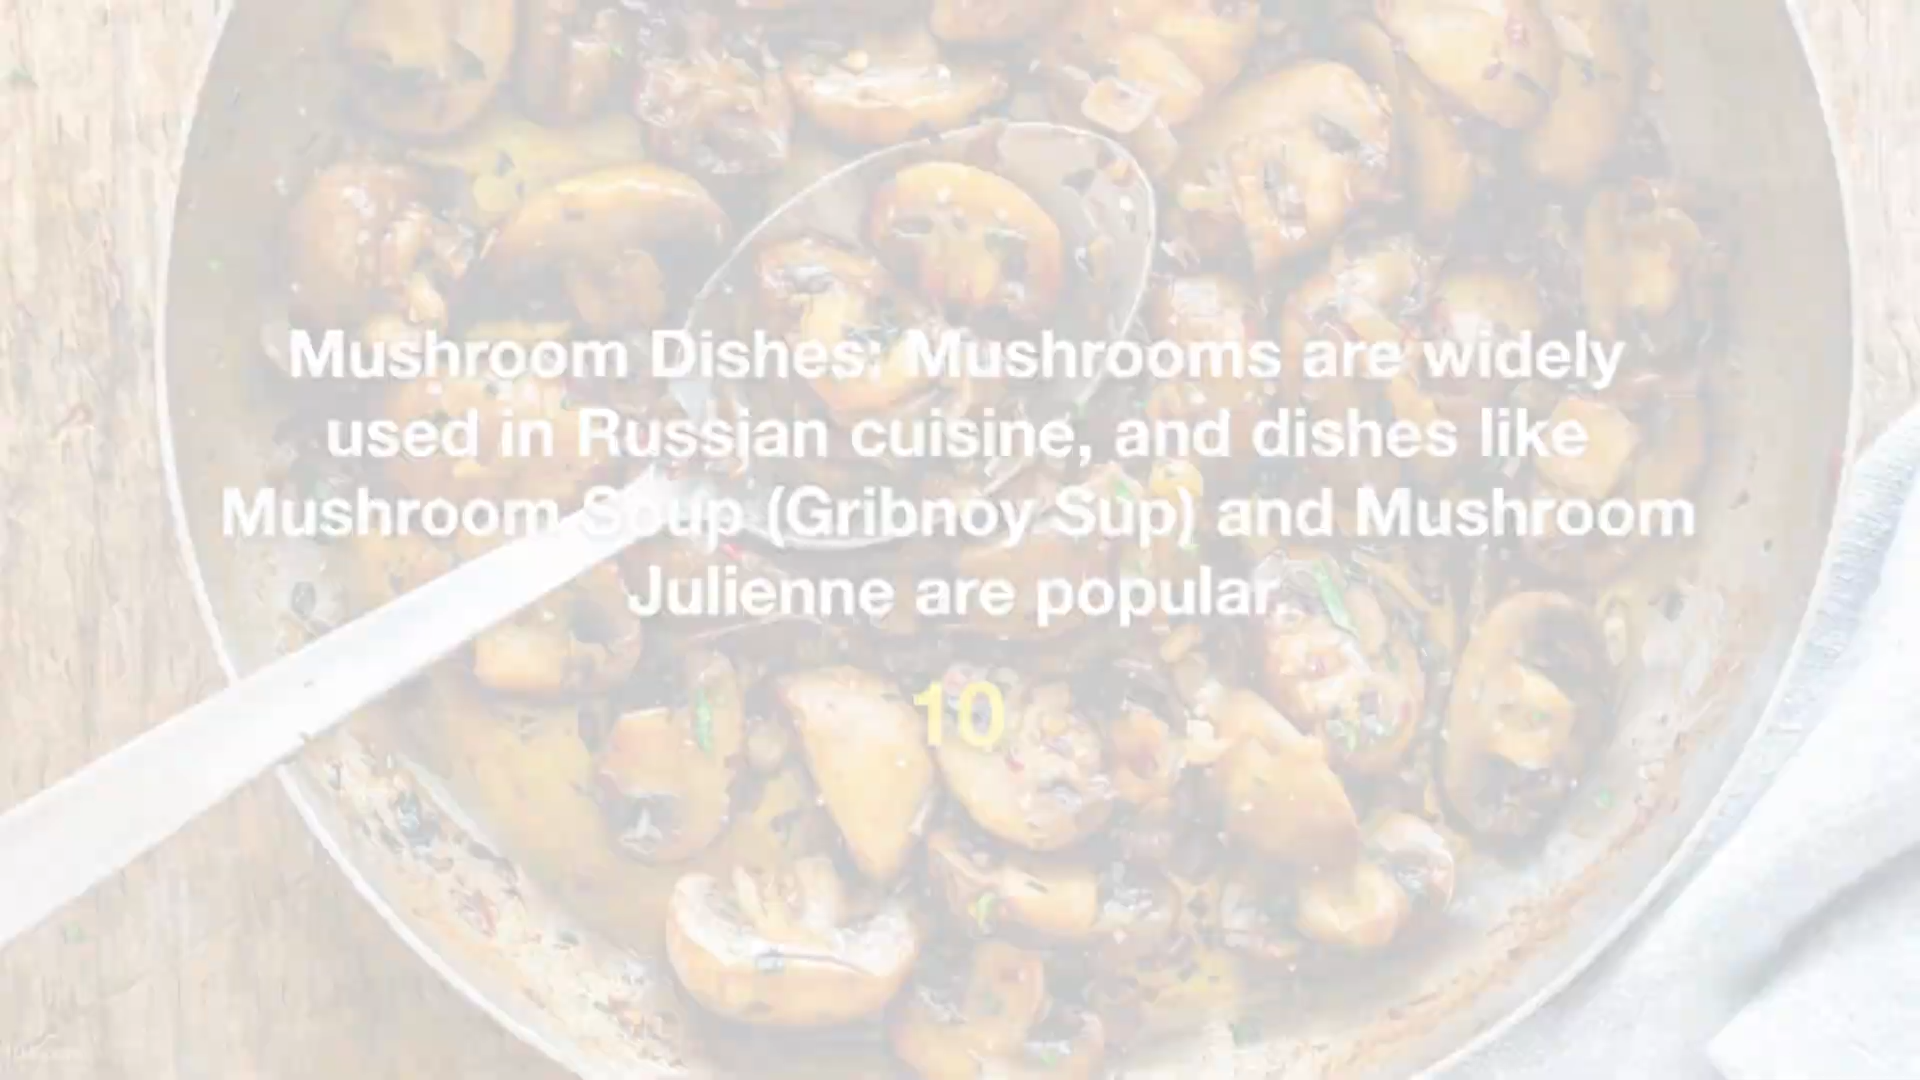 Mushroom Dishes: Mushrooms are widely
used in Russian cuisine, and dishes like
Mushroom Soup (Gribnoy Sup) and Mushroom
Julienne are popular.
10